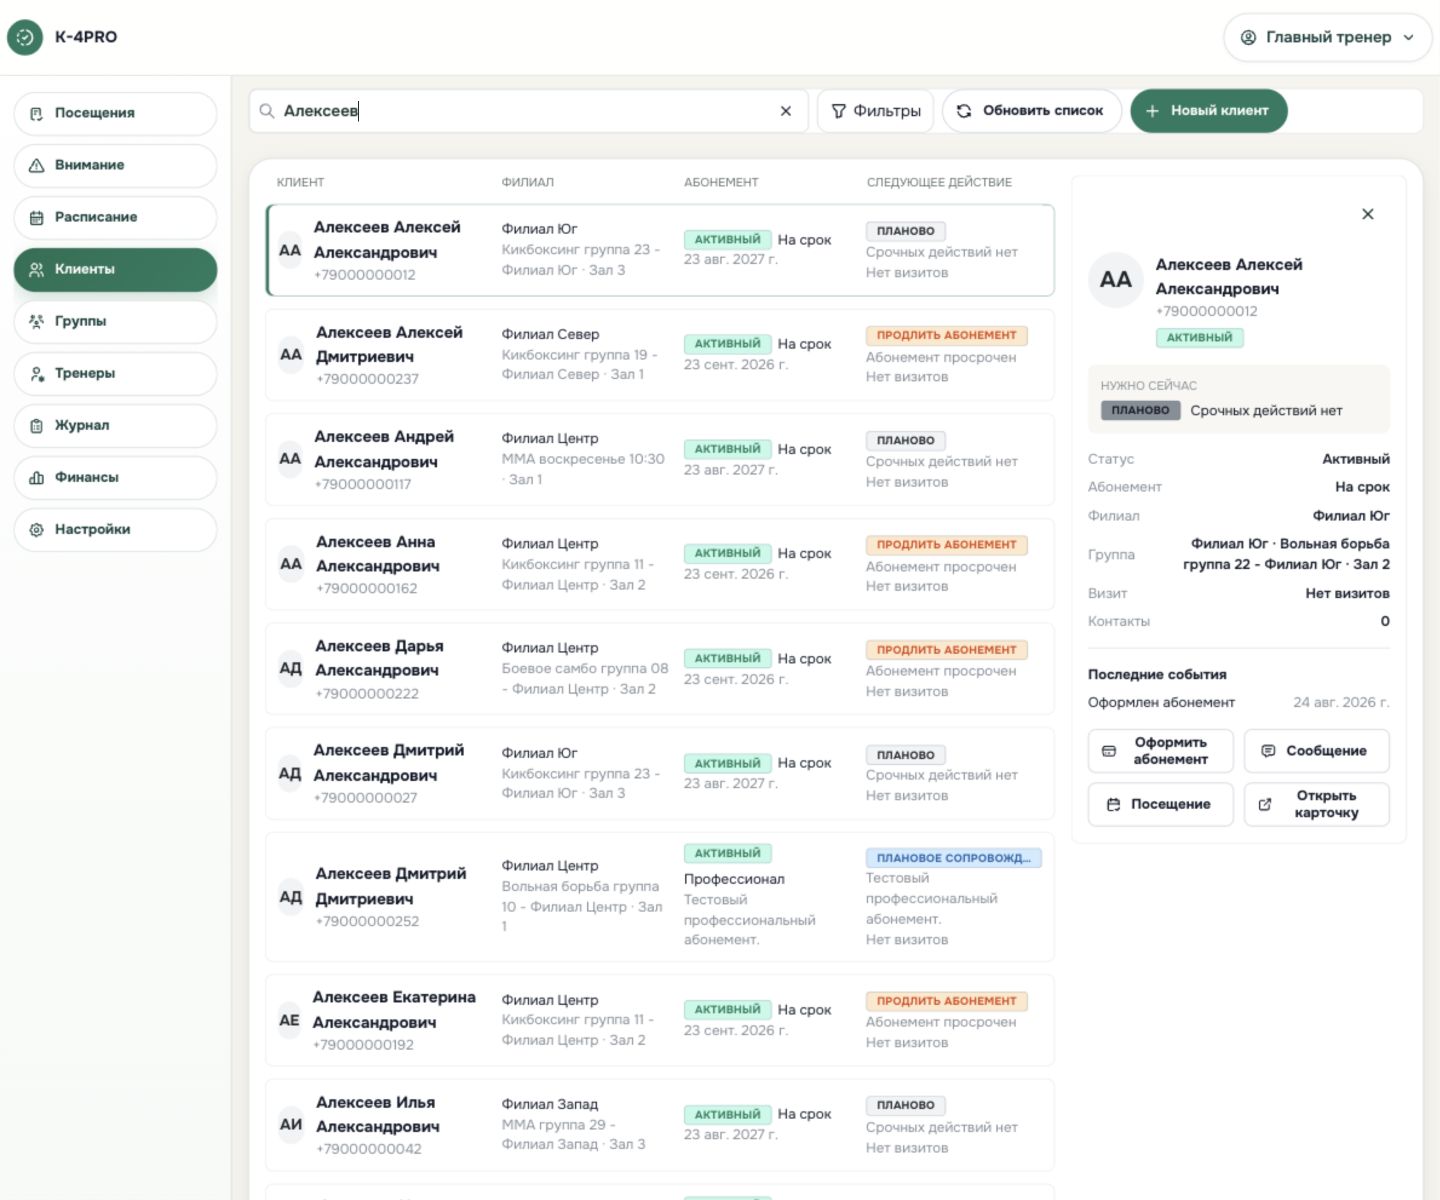 K-4PRO
Главный тренер
Посещения
Внимание
Расписание
Клиенты
Группы
Тренеры
Журнал
Финансы
Настройки
Алексеев
Фильтры
Обновить список
Новый клиент
КЛИЕНТ
ФИЛИАЛ
АБОНЕМЕНТ
СЛЕДУЮЩЕЕ ДЕЙСТВИЕ
АА
Алексеев Алексей
Александрович
+79000000012
Филиал Юг
Кикбоксинг группа 23 -
Филиал Юг · Зал 3
АКТИВНЫЙ На срок
23 авг. 2027 г.
ПЛАНОВО
Срочных действий нет
Нет визитов
АА
Алексеев Алексей
Дмитриевич
+79000000237
Филиал Север
Кикбоксинг группа 19 -
Филиал Север · Зал 1
АКТИВНЫЙ На срок
23 сент. 2026 г.
ПРОДЛИТЬ АБОНЕМЕНТ
Абонемент просрочен
Нет визитов
АА
Алексеев Андрей
Александрович
+79000000117
Филиал Центр
MMA воскресенье 10:30
· Зал 1
АКТИВНЫЙ На срок
23 авг. 2027 г.
ПЛАНОВО
Срочных действий нет
Нет визитов
АА
Алексеев Анна
Александрович
+79000000162
Филиал Центр
Кикбоксинг группа 11 -
Филиал Центр · Зал 2
АКТИВНЫЙ На срок
23 сент. 2026 г.
ПРОДЛИТЬ АБОНЕМЕНТ
Абонемент просрочен
Нет визитов
АД
Алексеев Дарья
Александрович
+79000000222
Филиал Центр
Боевое самбо группа 08
- Филиал Центр · Зал 2
АКТИВНЫЙ На срок
23 сент. 2026 г.
ПРОДЛИТЬ АБОНЕМЕНТ
Абонемент просрочен
Нет визитов
АД
Алексеев Дмитрий
Александрович
+79000000027
Филиал Юг
Кикбоксинг группа 23 -
Филиал Юг · Зал 3
АКТИВНЫЙ На срок
23 авг. 2027 г.
ПЛАНОВО
Срочных действий нет
Нет визитов
АД
Алексеев Дмитрий
Дмитриевич
+79000000252
Филиал Центр
Вольная борьба группа
10 - Филиал Центр · Зал
1
АКТИВНЫЙ
Профессионал
Тестовый
профессиональный
абонемент.
ПЛАНОВОЕ СОПРОВОЖД...
Тестовый
профессиональный
абонемент.
Нет визитов
АЕ
Алексеев Екатерина
Александрович
+79000000192
Филиал Центр
Кикбоксинг группа 11 -
Филиал Центр · Зал 2
АКТИВНЫЙ На срок
23 сент. 2026 г.
ПРОДЛИТЬ АБОНЕМЕНТ
Абонемент просрочен
Нет визитов
АИ
Алексеев Илья
Александрович
+79000000042
Филиал Запад
MMA группа 29 -
Филиал Запад · Зал 3
АКТИВНЫЙ На срок
23 авг. 2027 г.
ПЛАНОВО
Срочных действий нет
Нет визитов
АА
Алексеев Алексей
Александрович
+79000000012
АКТИВНЫЙ
НУЖНО СЕЙЧАС
ПЛАНОВО Срочных действий нет
Статус Активный
Абонемент На срок
Филиал Филиал Юг
Группа Филиал Юг · Вольная борьба
группа 22 - Филиал Юг · Зал 2
Визит Нет визитов
Контакты 0
Последние события
Оформлен абонемент 24 авг. 2026 г.
Оформить
абонемент
Сообщение
Посещение
Открыть
карточку